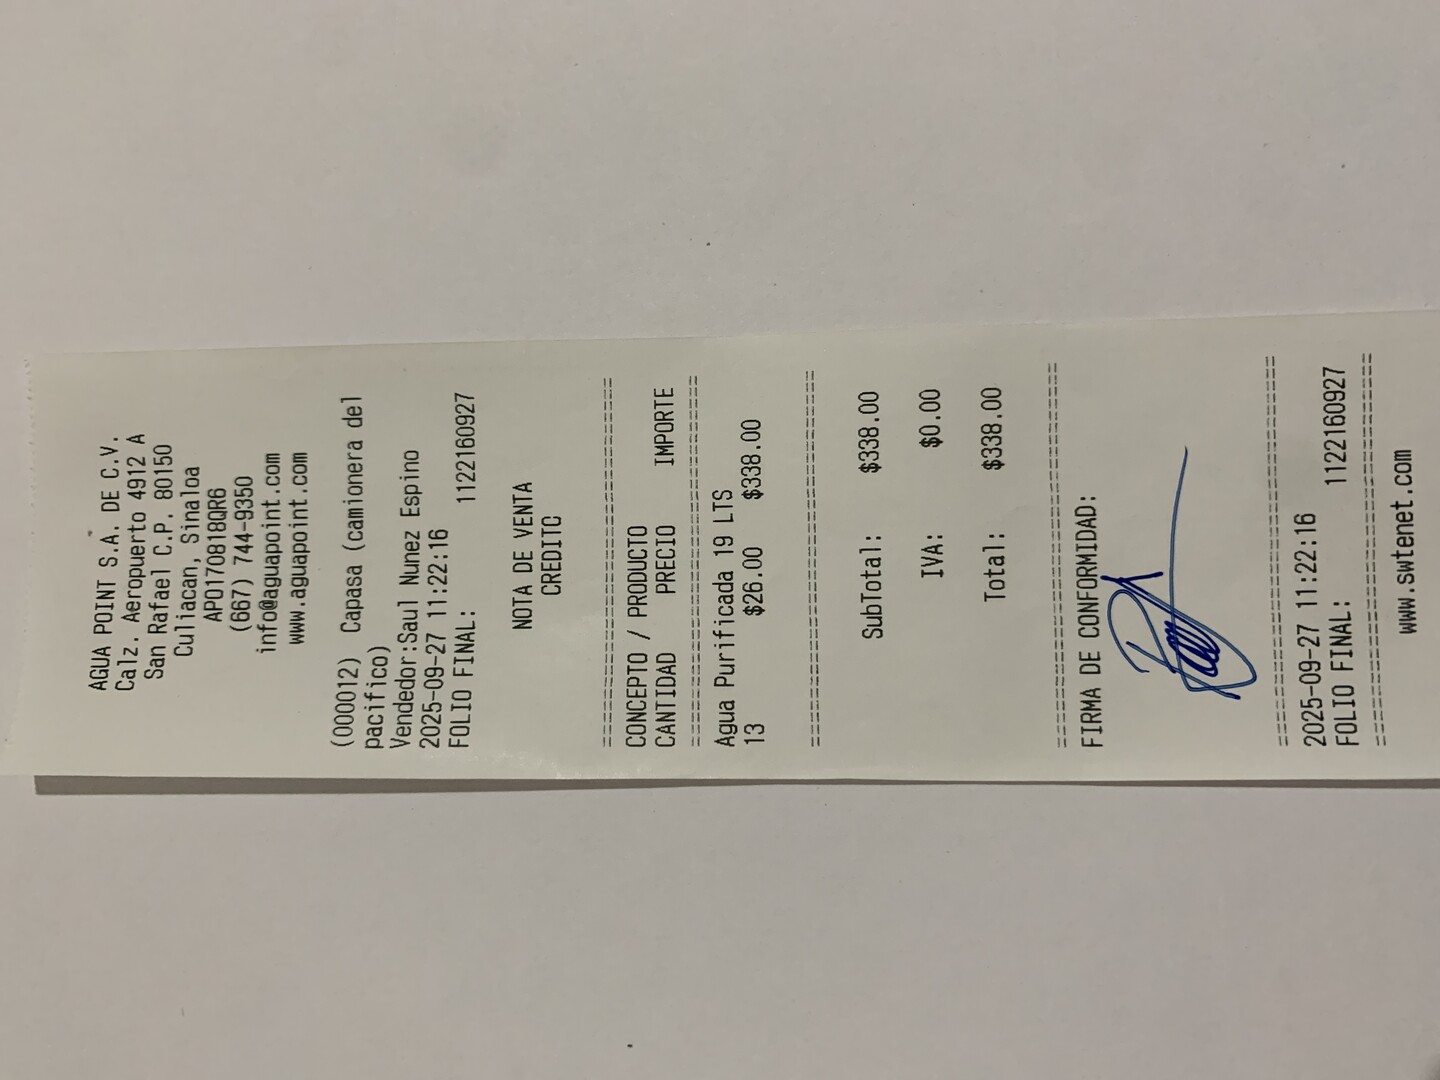 AGUA POINT S.A. DE C.V.
Calz. Aeropuerto 4912 A
San Rafael C.P. 80150
Culiacan, Sinaloa
APO170818QR6
(667) 744-9350
info@aguapoint.com
www.aguapoint.com
(000012) Capasa (camionera del
pacifico)
Vendedor:Saul Nunez Espino
2025-09-27 11:22:16
FOLIO FINAL: 1122160927
NOTA DE VENTA
CREDITO
CONCEPTO / PRODUCTO
CANTIDAD PRECIO IMPORTE
Agua Purificada 19 LTS
13 $26.00 $338.00
SubTotal: $338.00
IVA: $0.00
Total: $338.00
FIRMA DE CONFORMIDAD:
2025-09-27 11:22:16
FOLIO FINAL: 1122160927
www.swtenet.com